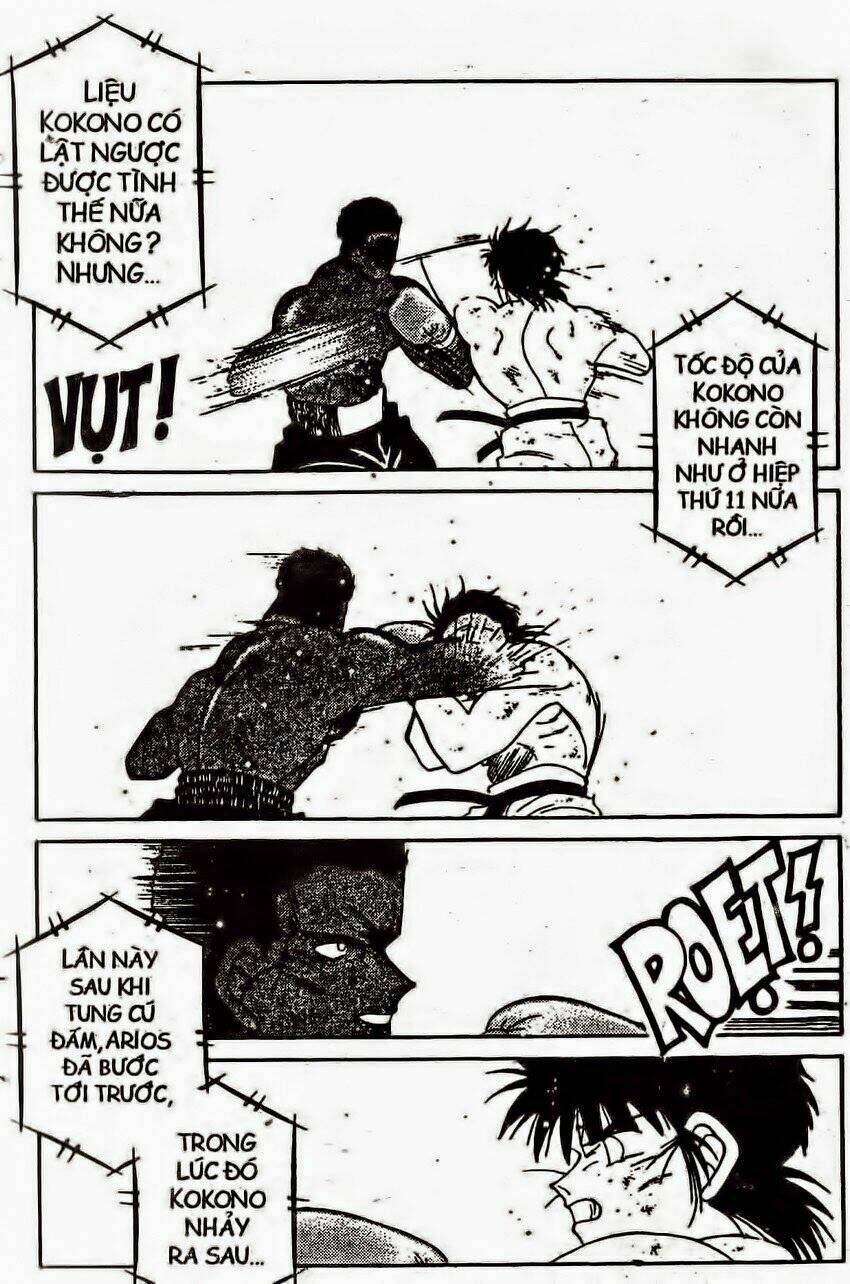 LIỆU
KOKONO CÓ
LẬT NGƯỢC
ĐƯỢC TÌNH
THẾ NỮA
KHÔNG?
NHƯNG...
VỤT!
TỐC ĐỘ CỦA
KOKONO
KHÔNG CÒN
NHANH
NHƯ Ở HIỆP
THỨ 11 NỮA
RỒI...
ROẸT!
LẦN NÀY
SAU KHI
TUNG CÚ
ĐẤM, ARIOS
ĐÃ BƯỚC
TỚI TRƯỚC,
TRONG
LÚC ĐÓ
KOKONO
NHẢY
RA SAU...